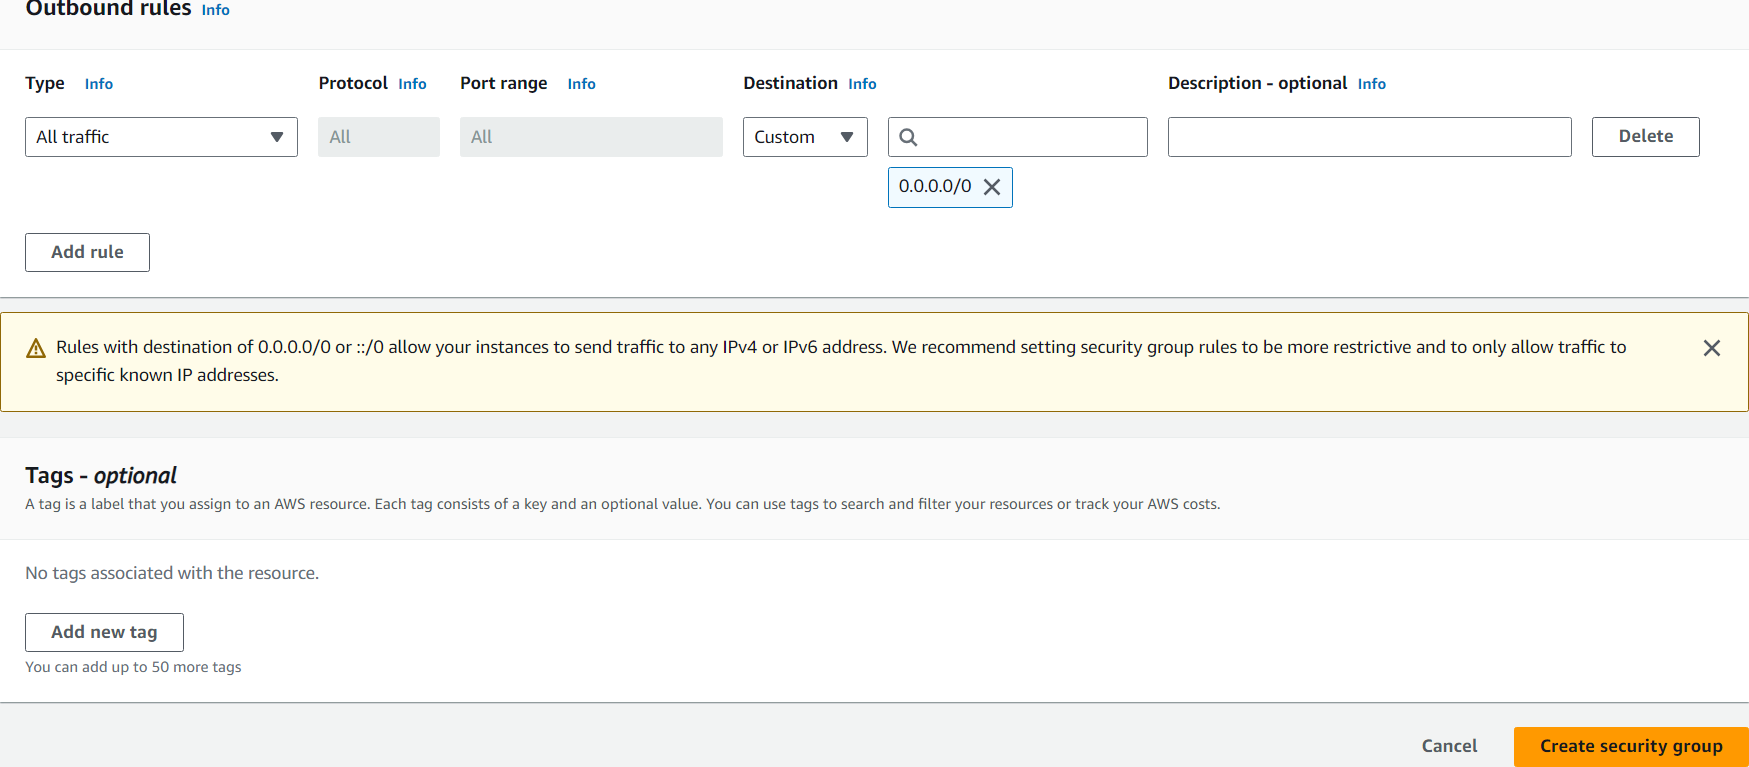 Outbound rules Info
Type Info Protocol Info Port range Info Destination Info Description - optional Info
All traffic All All Custom Delete
0.0.0.0/0
Add rule
Rules with destination of 0.0.0.0/0 or ::/0 allow your instances to send traffic to any IPv4 or IPv6 address. We recommend setting security group rules to be more restrictive and to only allow traffic to
specific known IP addresses.
Tags - optional
A tag is a label that you assign to an AWS resource. Each tag consists of a key and an optional value. You can use tags to search and filter your resources or track your AWS costs.
No tags associated with the resource.
Add new tag
You can add up to 50 more tags
Cancel Create security group